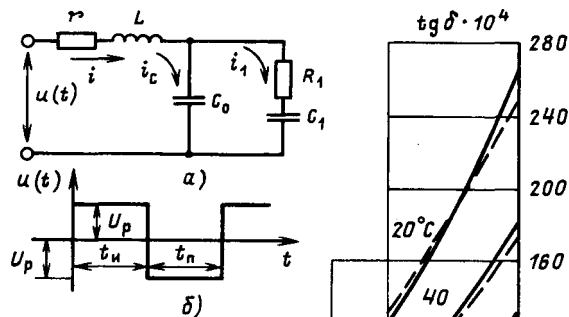 r
L
i
i_C
i_1
R_1
u(t)
C_0
C_1
а)
u(t)
U_p
U_p
t_и
t_п
t
б)
tg δ · 10⁴
280
240
200
20°C
160
40